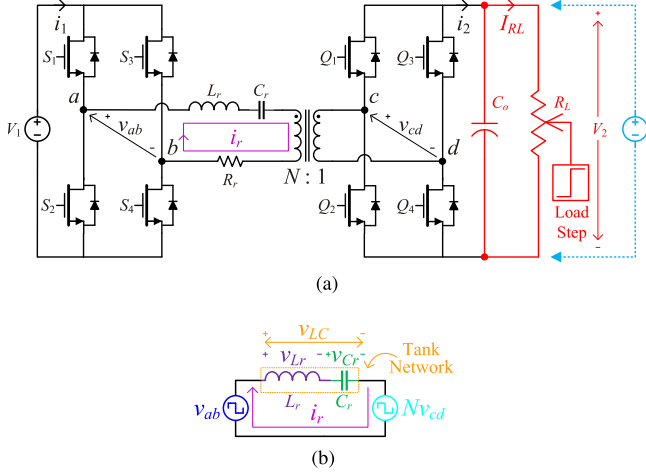 i1
S1
S3
a
Lr
Cr
+
vab
-
b
ir
Rr
N : 1
V1
+
-
S2
S4
i2
IRL
Q1
Q3
c
+
vcd
-
d
Q2
Q4
Co
RL
Load
Step
+
V2
-
+
-
(a)
+ vLC -
+ vLr - + vCr -
Tank
Network
Lr
Cr
vab
ir
Nvcd
(b)